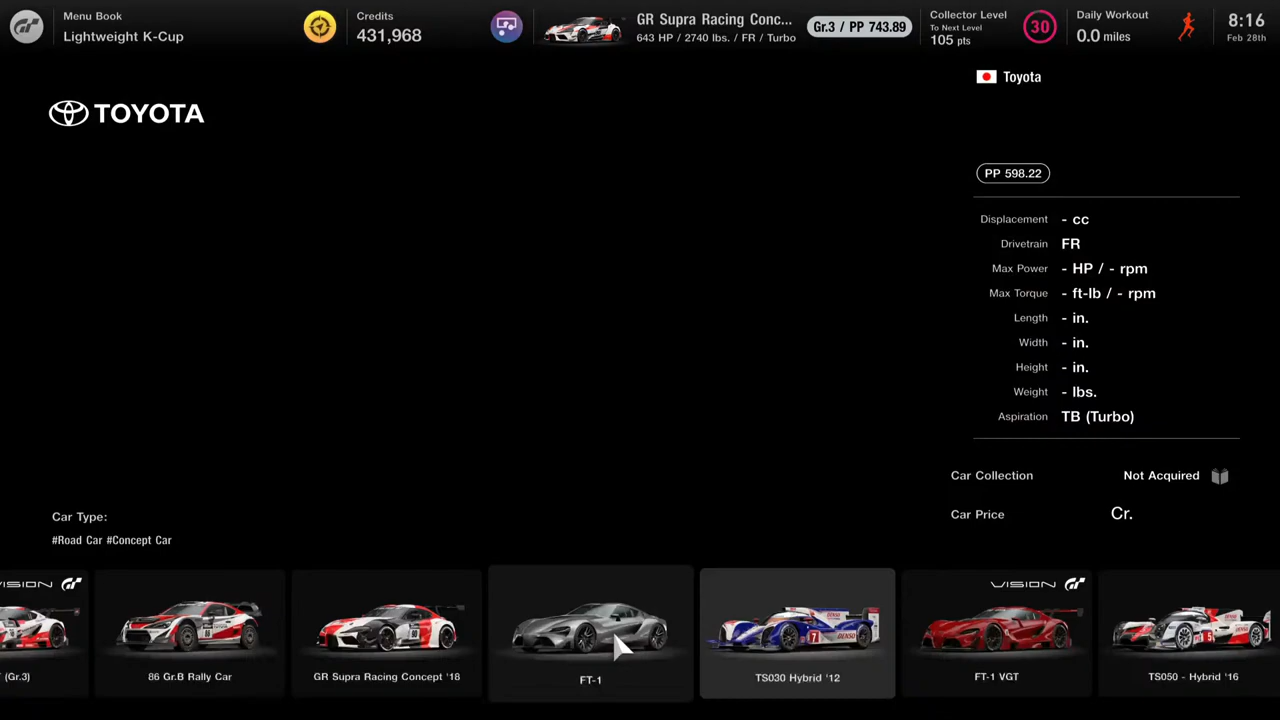 Menu Book
Lightweight K-Cup
Credits
431,968
GR Supra Racing Conc...
643 HP / 2740 lbs. / FR / Turbo
Gr.3 / PP 743.89
Collector Level
To Next Level
105 pts
30
Daily Workout
0.0 miles
8:16
Feb 28th
TOYOTA
Toyota
PP 598.22
Displacement - cc
Drivetrain FR
Max Power - HP / - rpm
Max Torque - ft-lb / - rpm
Length - in.
Width - in.
Height - in.
Weight - lbs.
Aspiration TB (Turbo)
Car Collection Not Acquired
Car Price Cr.
Car Type:
#Road Car #Concept Car
VISION
(Gr.3)
86 Gr.B Rally Car
GR Supra Racing Concept '18
FT-1
7
DENSO
DENSO
TS030 Hybrid '12
VISION
FT-1 VGT
TS050 - Hybrid '16